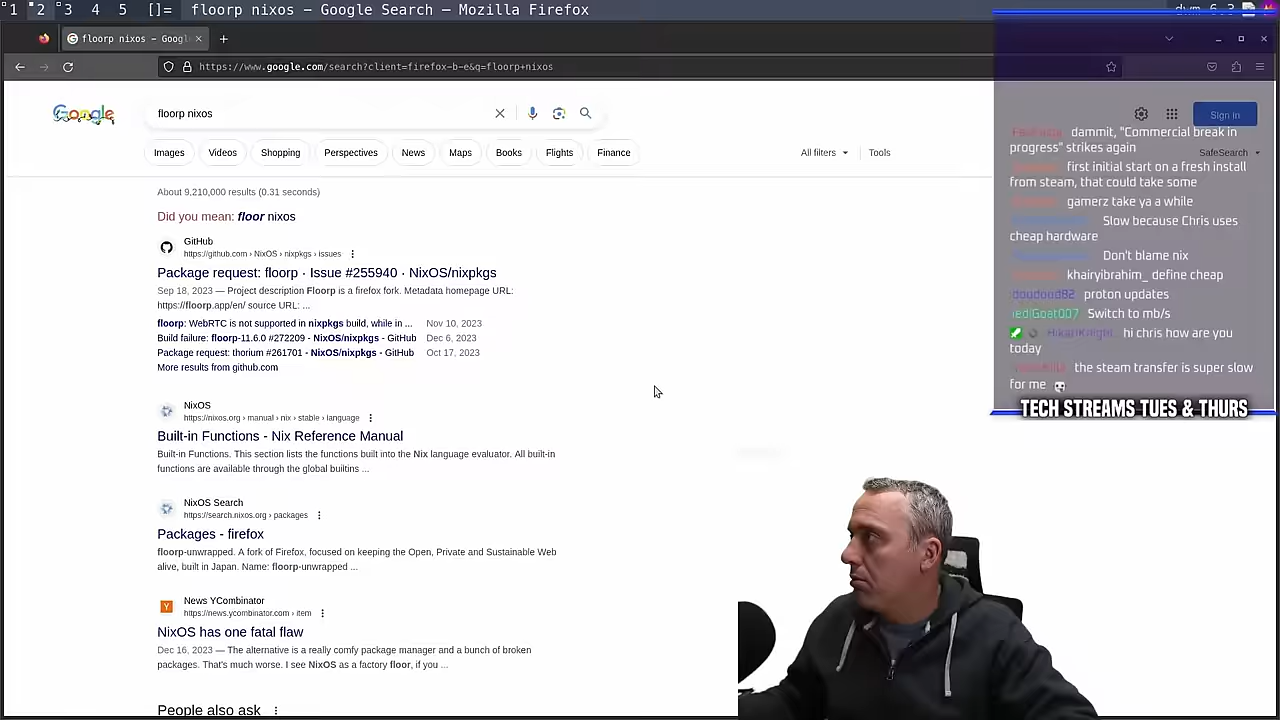 1 2 3 4 5 []= floorp nixos — Google Search — Mozilla Firefox
dwm-6.3
floorp nixos – Googl
https://www.google.com/search?client=firefox-b-e&q=floorp+nixos
floorp nixos
Sign in
Images Videos Shopping Perspectives News Maps Books Flights Finance All filters Tools SafeSearch
About 9,210,000 results (0.31 seconds)
Did you mean: floor nixos
GitHub
https://github.com › NixOS › nixpkgs › issues
Package request: floorp · Issue #255940 · NixOS/nixpkgs
Sep 18, 2023 — Project description Floorp is a firefox fork. Metadata homepage URL:
https://floorp.app/en/ source URL: ...
floorp: WebRTC is not supported in nixpkgs build, while in ... Nov 10, 2023
Build failure: floorp-11.6.0 #272209 - NixOS/nixpkgs - GitHub Dec 6, 2023
Package request: thorium #261701 - NixOS/nixpkgs - GitHub Oct 17, 2023
More results from github.com
NixOS
https://nixos.org › manual › nix › stable › language
Built-in Functions - Nix Reference Manual
Built-in Functions. This section lists the functions built into the Nix language evaluator. All built-in
functions are available through the global builtins ...
NixOS Search
https://search.nixos.org › packages
Packages - firefox
floorp-unwrapped. A fork of Firefox, focused on keeping the Open, Private and Sustainable Web
alive, built in Japan. Name: floorp-unwrapped ...
Y
News YCombinator
https://news.ycombinator.com › item
NixOS has one fatal flaw
Dec 16, 2023 — The alternative is a really comfy package manager and a bunch of broken
packages. That's much worse. I see NixOS as a factory floor, if you ...
People also ask
dammit, "Commercial break in
progress" strikes again
first initial start on a fresh install
from steam, that could take some
gamerz take ya a while
Slow because Chris uses
cheap hardware
Don't blame nix
khairyibrahim_ define cheap
doudou82 proton updates
jediGoat007 Switch to mb/s
HikariKnight hi chris how are you
today
the steam transfer is super slow
for me
TECH STREAMS TUES & THURS